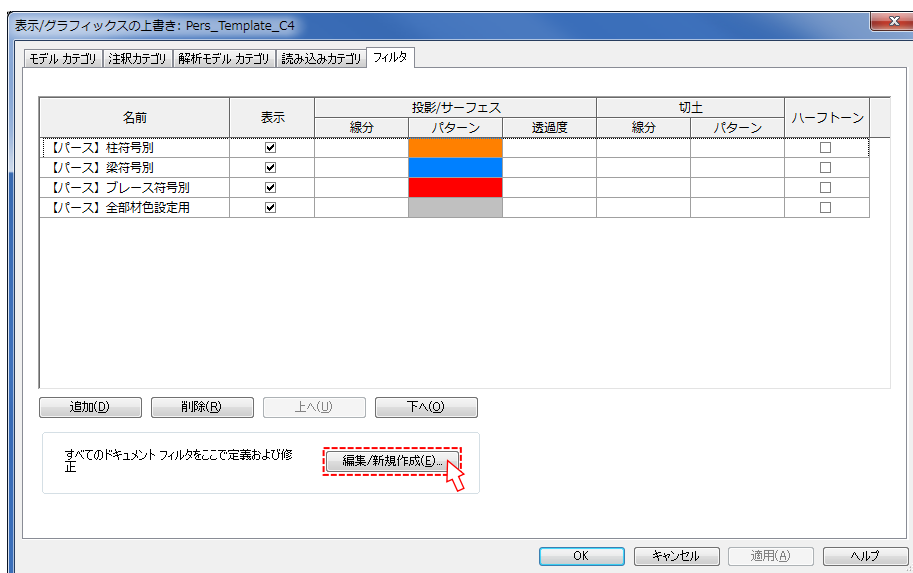 表示/グラフィックスの上書き: Pers_Template_C4
モデル カテゴリ 注釈カテゴリ 解析モデル カテゴリ 読み込みカテゴリ フィルタ
名前 表示 投影/サーフェス 切土 ハーフトーン
線分 パターン 透過度 線分 パターン
【パース】柱符号別
【パース】梁符号別
【パース】ブレース符号別
【パース】全部材色設定用
追加(D) 削除(R) 上へ(U) 下へ(O)
すべてのドキュメント フィルタをここで定義および修
正
編集/新規作成(E)...
OK キャンセル 適用(A) ヘルプ